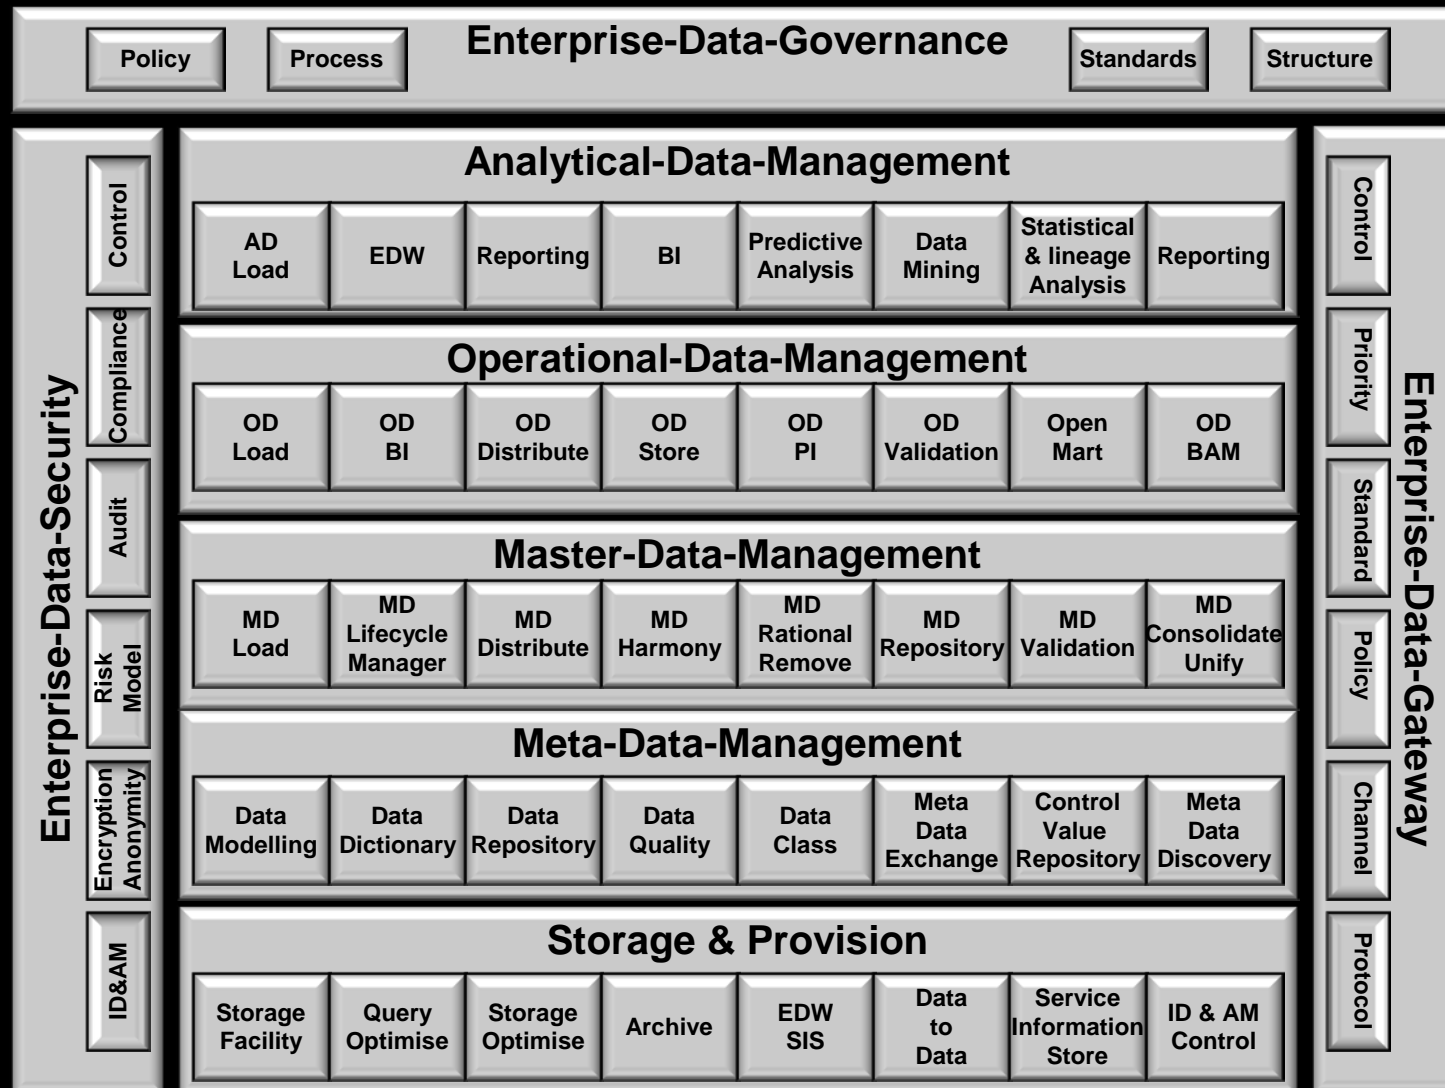 Enterprise-Data-Governance
Policy
Process
Standards
Structure
Enterprise-Data-Security
Control
Compliance
Audit
Risk
Model
Encryption
Anonymity
ID&AM
Analytical-Data-Management
AD
Load
EDW
Reporting
BI
Predictive
Analysis
Data
Mining
Statistical
& lineage
Analysis
Reporting
Operational-Data-Management
OD
Load
OD
BI
OD
Distribute
OD
Store
OD
PI
OD
Validation
Open
Mart
OD
BAM
Master-Data-Management
MD
Load
MD
Lifecycle
Manager
MD
Distribute
MD
Harmony
MD
Rational
Remove
MD
Repository
MD
Validation
MD
Consolidate
Unify
Meta-Data-Management
Data
Modelling
Data
Dictionary
Data
Repository
Data
Quality
Data
Class
Meta
Data
Exchange
Control
Value
Repository
Meta
Data
Discovery
Storage & Provision
Storage
Facility
Query
Optimise
Storage
Optimise
Archive
EDW
SIS
Data
to
Data
Service
Information
Store
ID & AM
Control
Enterprise-Data-Gateway
Control
Priority
Standard
Policy
Channel
Protocol